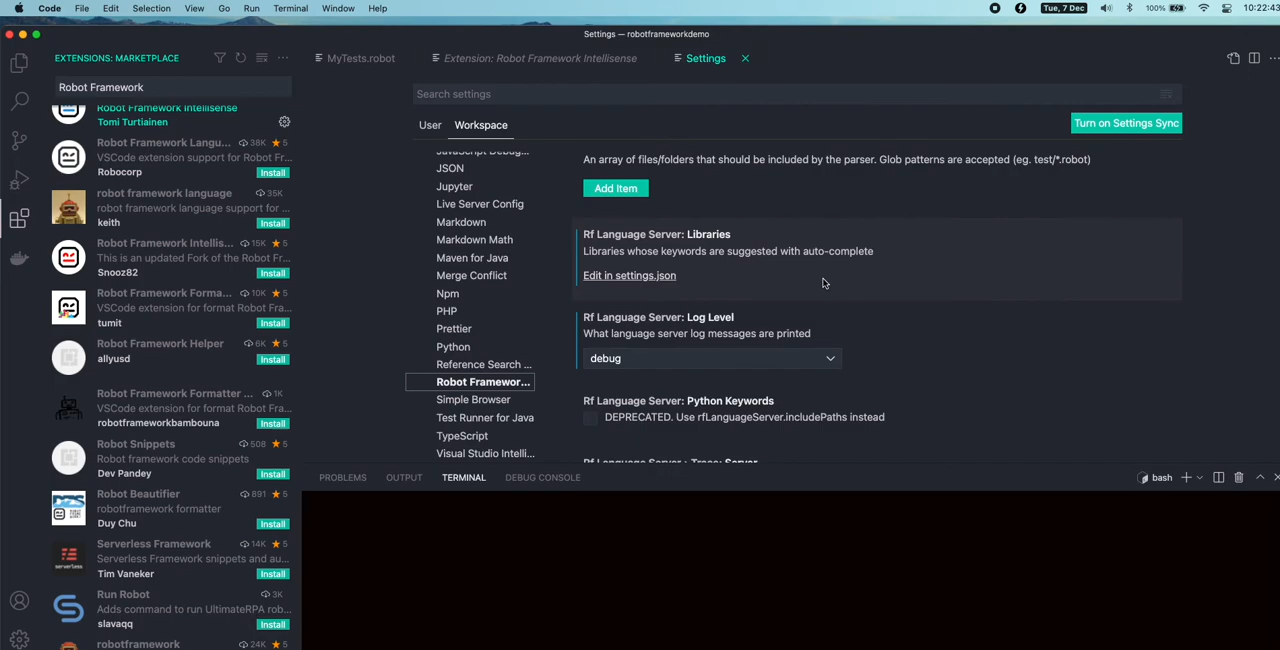 Code File Edit Selection View Go Run Terminal Window Help
Tue, 7 Dec
100%
10:22:43
Settings — robotframeworkdemo
EXTENSIONS: MARKETPLACE
Robot Framework
Robot Framework Intellisense
Tomi Turtiainen
Robot Framework Langu... 38K 5
VSCode extension support for Robot Fr...
Robocorp
Install
robot framework language 35K
robot framework language support for ...
keith
Install
Robot Framework Intellis... 15K 5
This is an updated Fork of the Robot Fr...
Snooz82
Install
Robot Framework Forma... 10K 5
VSCode extension for format Robot Fra...
tumit
Install
Robot Framework Helper 6K 5
allyusd
Install
Robot Framework Formatter ... 1K
VSCode extension for format Robot Fra...
robotframeworkbambouna
Install
Robot Snippets 508 5
Robot framework code snippets
Dev Pandey
Install
Robot Beautifier 891 5
robotframework formatter
Duy Chu
Install
Serverless Framework 14K 5
Serverless Framework snippets and au...
Tim Vaneker
Install
Run Robot 3K
Adds command to run UltimateRPA rob...
slavaqq
Install
robotframework 24K 5
MyTests.robot
Extension: Robot Framework Intellisense
Settings
Search settings
User Workspace
Turn on Settings Sync
JavaScript Debug...
JSON
Jupyter
Live Server Config
Markdown
Markdown Math
Maven for Java
Merge Conflict
Npm
PHP
Prettier
Python
Reference Search ...
Robot Framewor...
Simple Browser
Test Runner for Java
TypeScript
Visual Studio Intelli...
An array of files/folders that should be included by the parser. Glob patterns are accepted (eg. test/*.robot)
Add Item
Rf Language Server: Libraries
Libraries whose keywords are suggested with auto-complete
Edit in settings.json
Rf Language Server: Log Level
What language server log messages are printed
debug
Rf Language Server: Python Keywords
DEPRECATED. Use rfLanguageServer.includePaths instead
Rf Language Server › Trace: Server
PROBLEMS OUTPUT TERMINAL DEBUG CONSOLE
bash